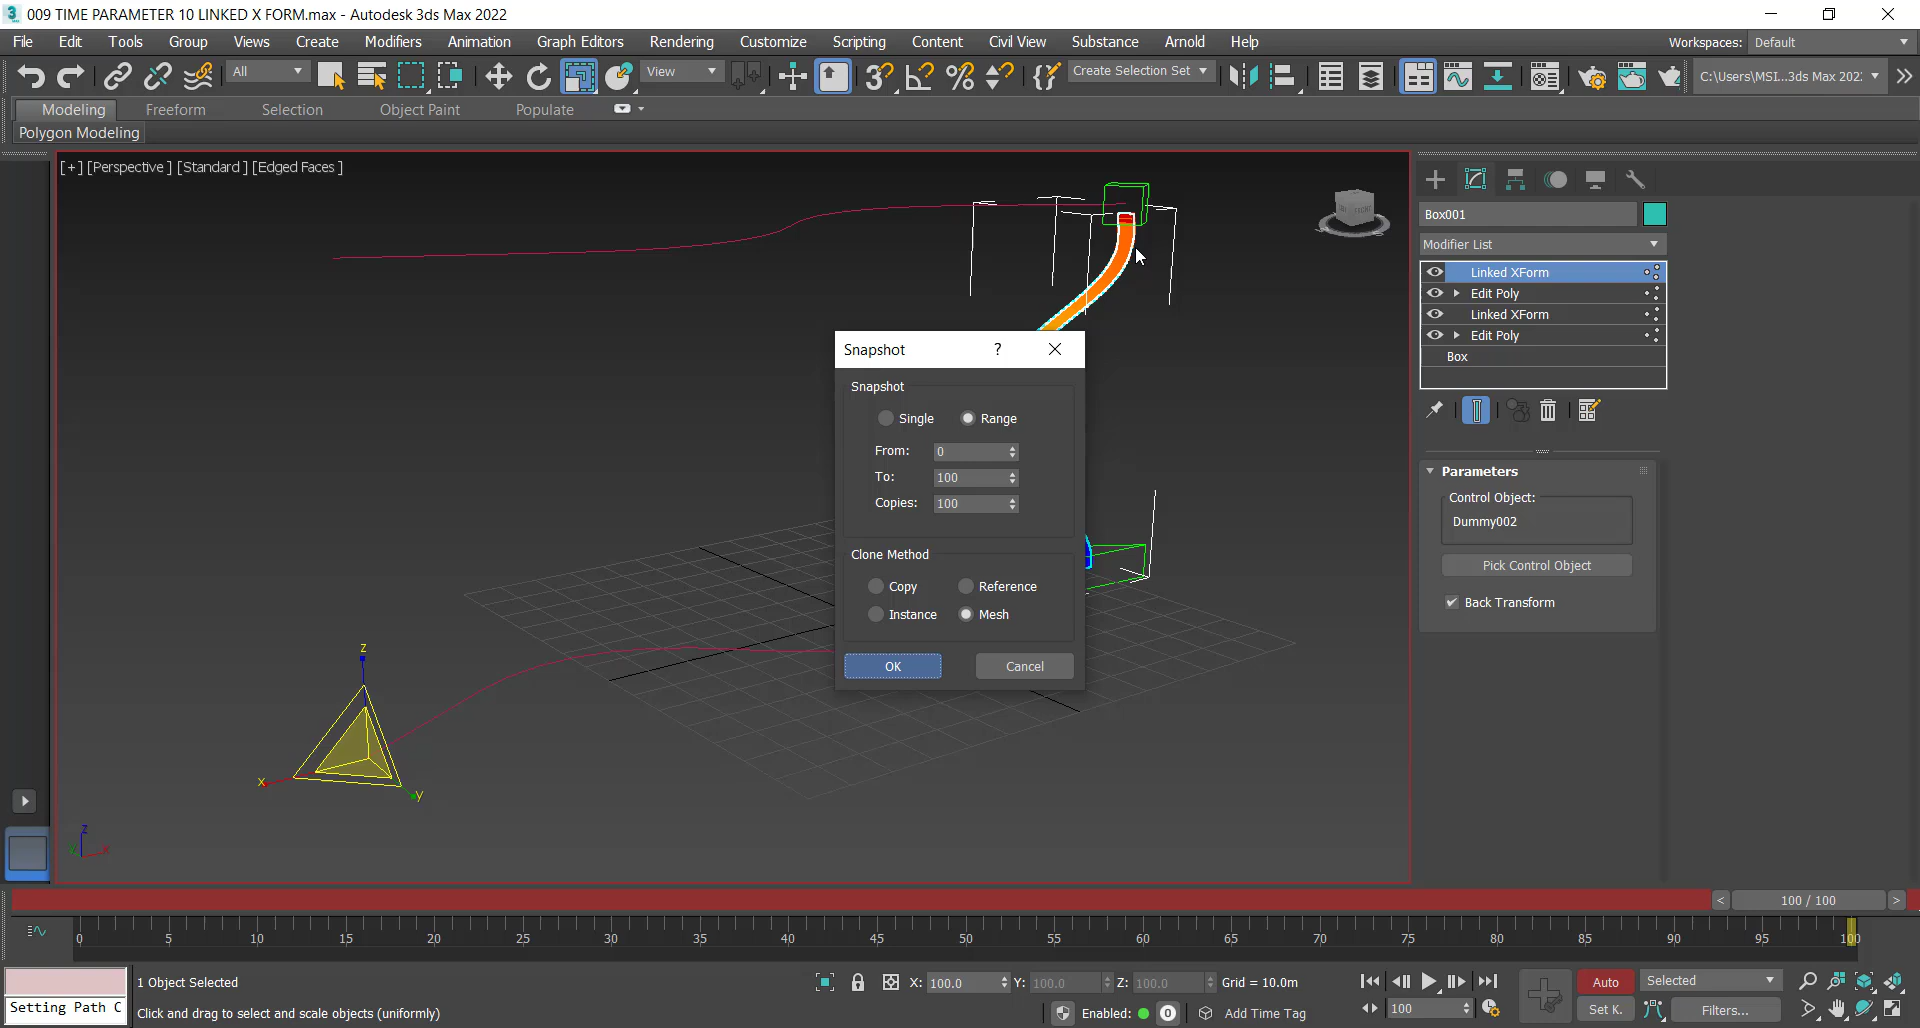 009 TIME PARAMETER 10 LINKED X FORM.max - Autodesk 3ds Max 2022
File Edit Tools Group Views Create Modifiers Animation Graph Editors Rendering Customize Scripting Content Civil View Substance Arnold Help
Workspaces: Default
All
View
Create Selection Set
C:\Users\MSI...3ds Max 202:
Modeling Freeform Selection Object Paint Populate
Polygon Modeling
[+] [Perspective ] [Standard ] [Edged Faces ]
FRONT
Box001
Modifier List
Linked XForm
Edit Poly
Linked XForm
Edit Poly
Box
Snapshot ?
Snapshot
Single Range
From: 0
To: 100
Copies: 100
Clone Method
Copy Reference
Instance Mesh
OK Cancel
Parameters
Control Object:
Dummy002
Pick Control Object
Back Transform
z
x
y
z
x
< 100 / 100 >
0 5 10 15 20 25 30 35 40 45 50 55 60 65 70 75 80 85 90 95 100
1 Object Selected
X: 100.0 Y: 100.0 Z: 100.0 Grid = 10.0m
Auto Selected
Setting Path C
Click and drag to select and scale objects (uniformly)
Enabled: 0 Add Time Tag
100
Set K. Filters...